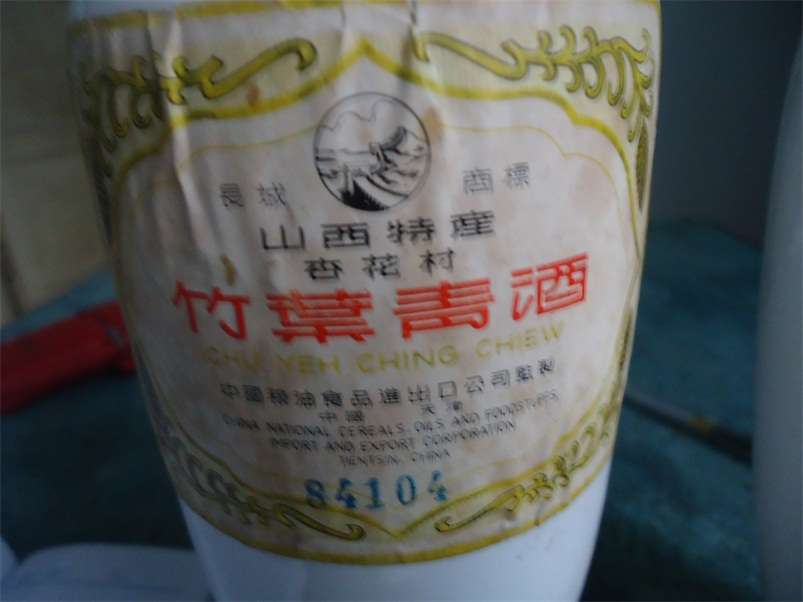 長城 商標
山西特產
杏花村
竹葉青酒
CHU YEH CHING CHIEW
中國粮油食品進出口公司監製
中國 天津
CHINA NATIONAL CEREALS, OILS AND FOODSTUFFS
IMPORT AND EXPORT CORPORATION
TIENTSIN, CHINA
84104